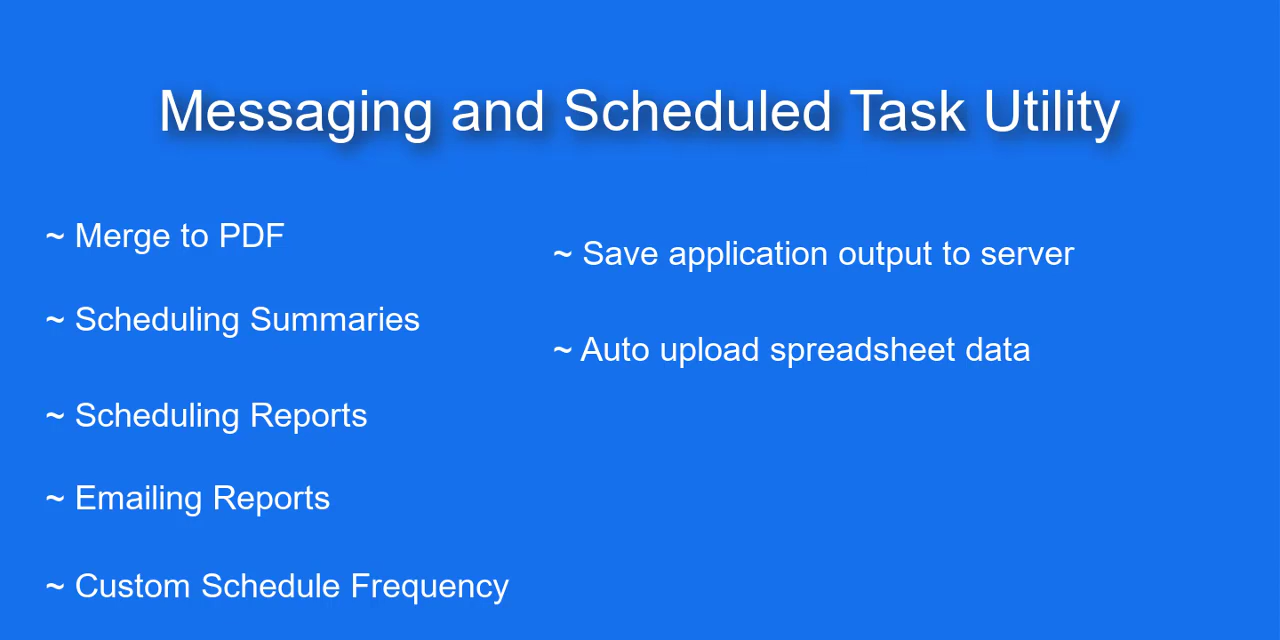 Messaging and Scheduled Task Utility
~ Merge to PDF
~ Scheduling Summaries
~ Scheduling Reports
~ Emailing Reports
~ Custom Schedule Frequency
~ Save application output to server
~ Auto upload spreadsheet data